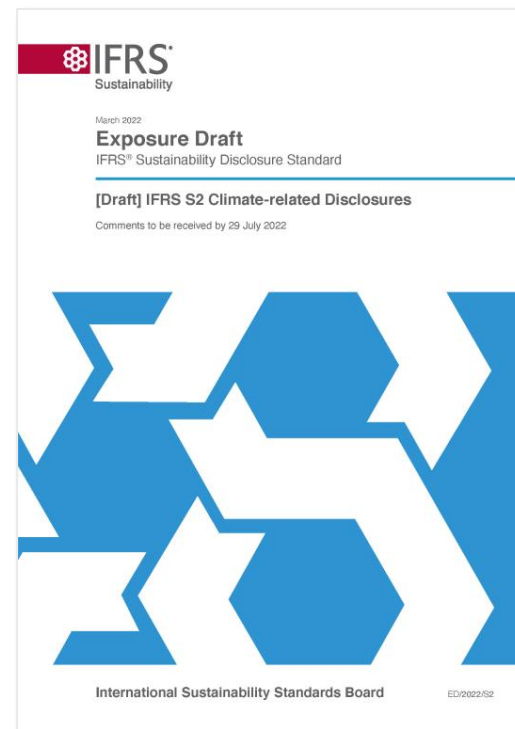 IFRS®
Sustainability
March 2022
Exposure Draft
IFRS® Sustainability Disclosure Standard
[Draft] IFRS S2 Climate-related Disclosures
Comments to be received by 29 July 2022
International Sustainability Standards Board
ED/2022/S2